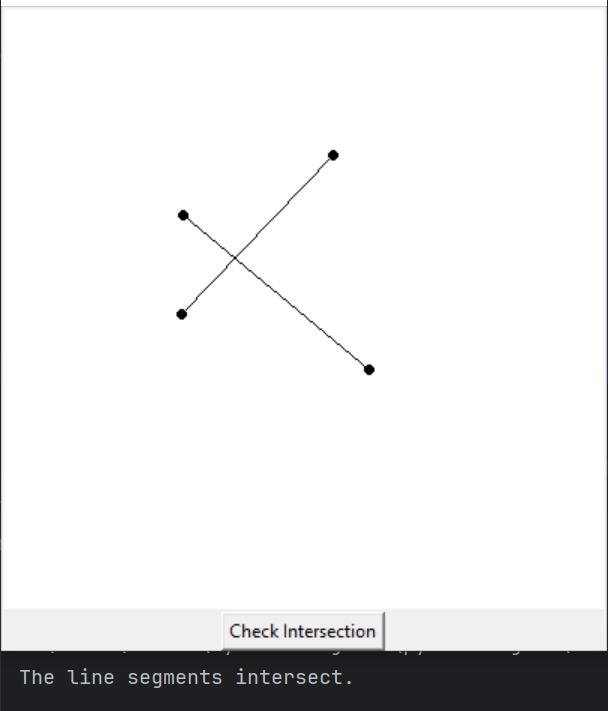 Check Intersection
The line segments intersect.